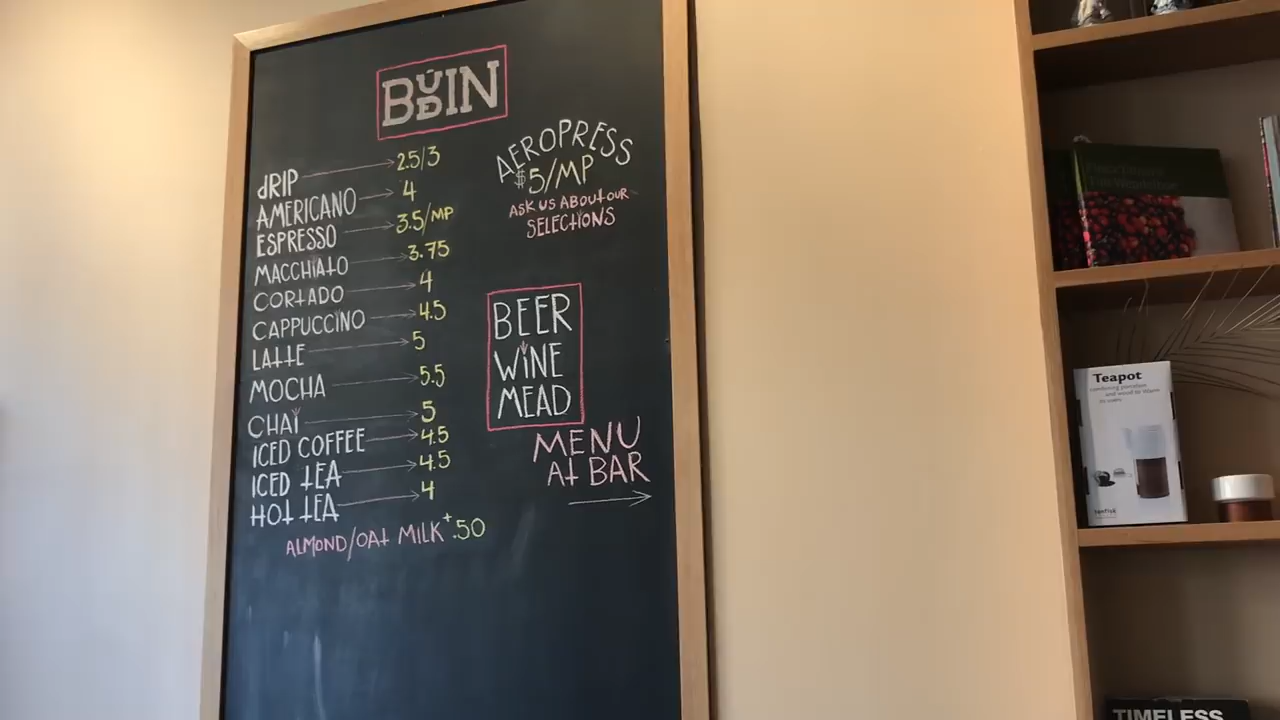 BÚÐIN
DRIP 2.5/3
AMERICANO 4
ESPRESSO 3.5/MP
MACCHIATO 3.75
CORTADO 4
CAPPUCCINO 4.5
LATTE 5
MOCHA 5.5
CHAI 5
ICED COFFEE 4.5
ICED TEA 4.5
HOT TEA 4
ALMOND/OAT MILK +.50
AEROPRESS
$5/MP
ASK US ABOUT OUR
SELECTIONS
BEER
WINE
MEAD
MENU
AT BAR
Teapot
TIMELESS